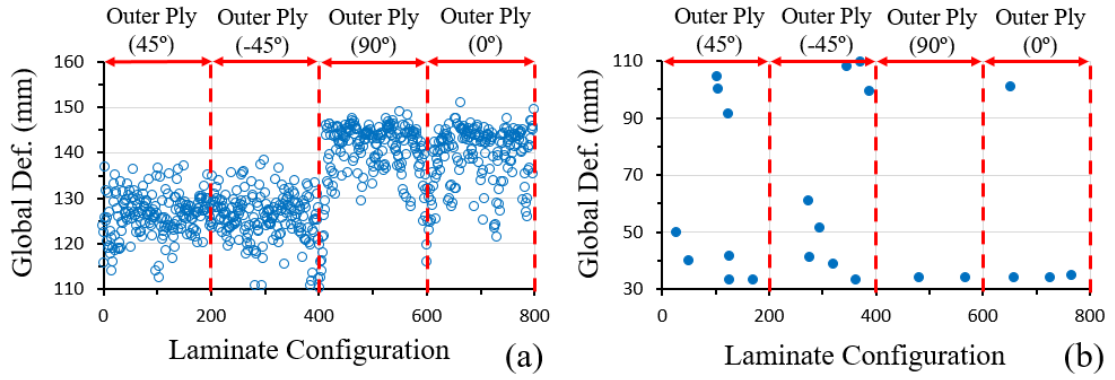 Outer Ply Outer Ply Outer Ply Outer Ply
(45º) (-45º) (90º) (0º)
160
150
140
130
120
110
Global Def. (mm)
0 200 400 600 800
Laminate Configuration
(a)
Outer Ply Outer Ply Outer Ply Outer Ply
(45º) (-45º) (90º) (0º)
110
90
70
50
30
Global Def. (mm)
0 200 400 600 800
Laminate Configuration
(b)